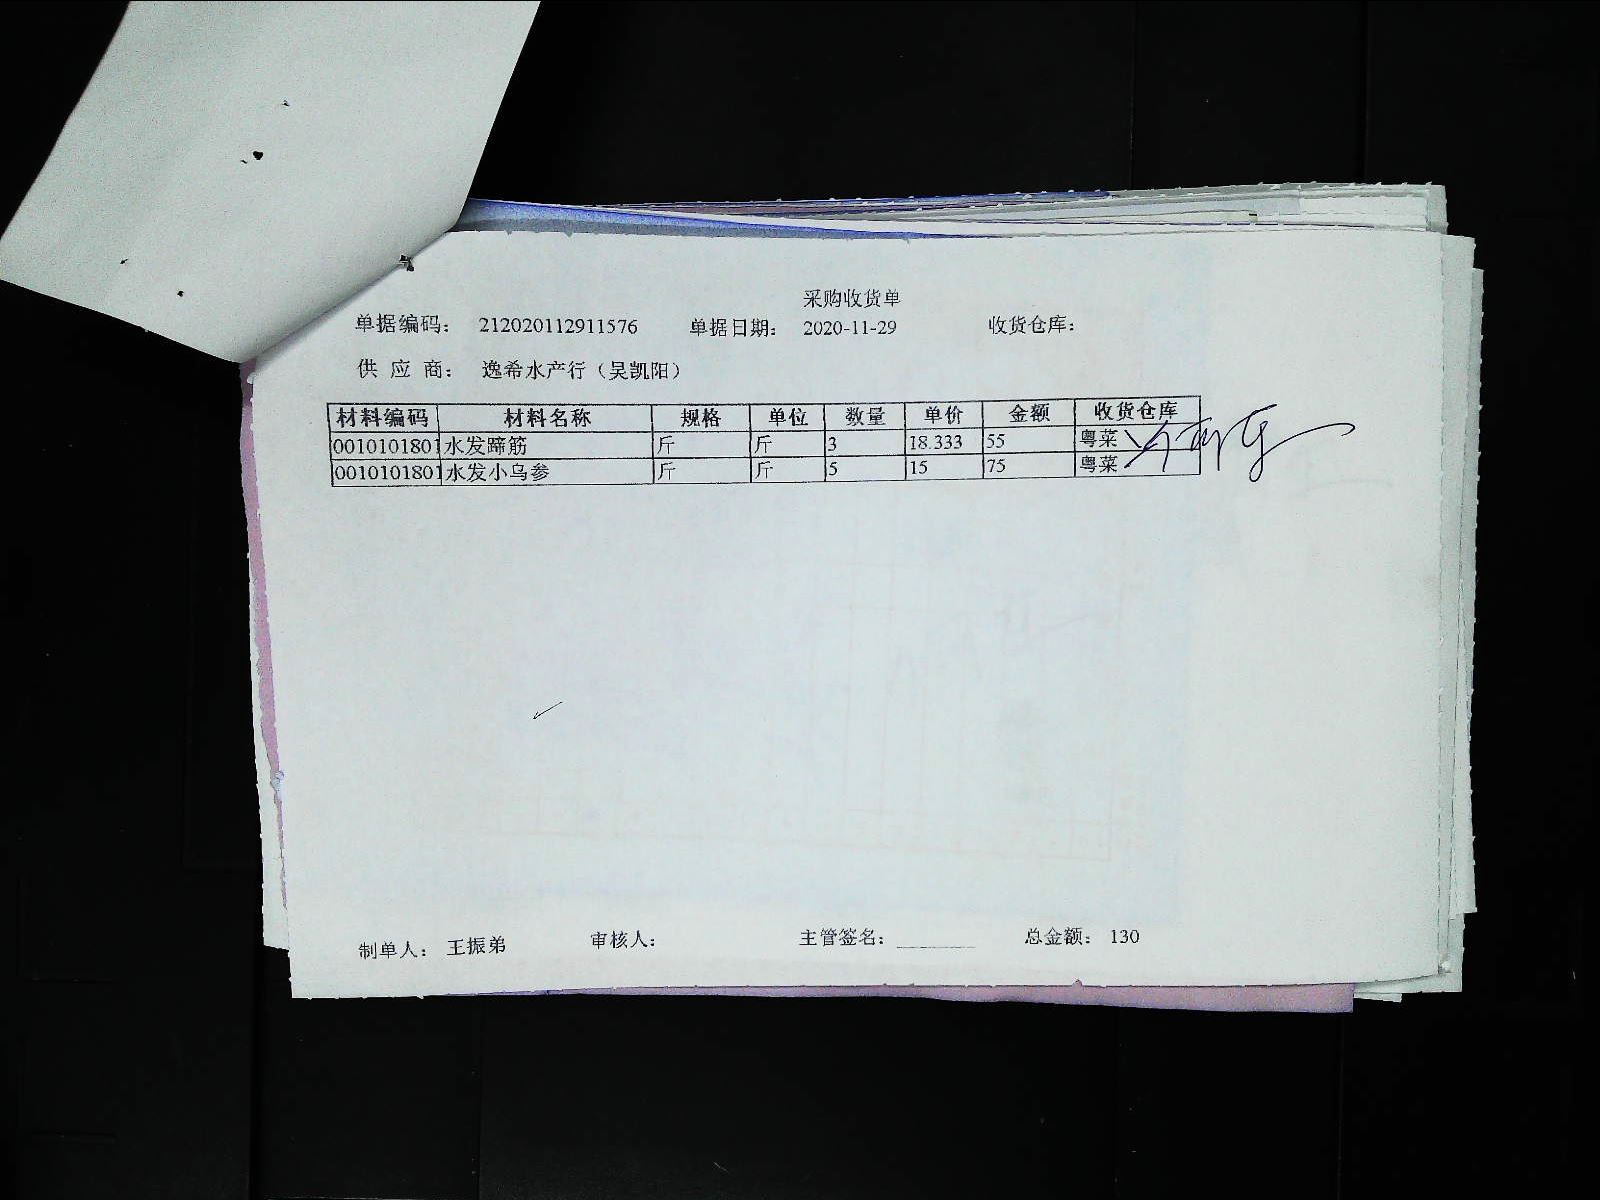 采购收货单
单据编码： 212020112911576 单据日期： 2020-11-29 收货仓库：
供 应 商： 逸希水产行（吴凯阳）
材料编码 材料名称 规格 单位 数量 单价 金额 收货仓库
0010101801 水发蹄筋 斤 斤 3 18.333 55 粤菜
0010101801 水发小乌参 斤 斤 5 15 75 粤菜
制单人： 王振弟 审核人： 主管签名： 总金额： 130